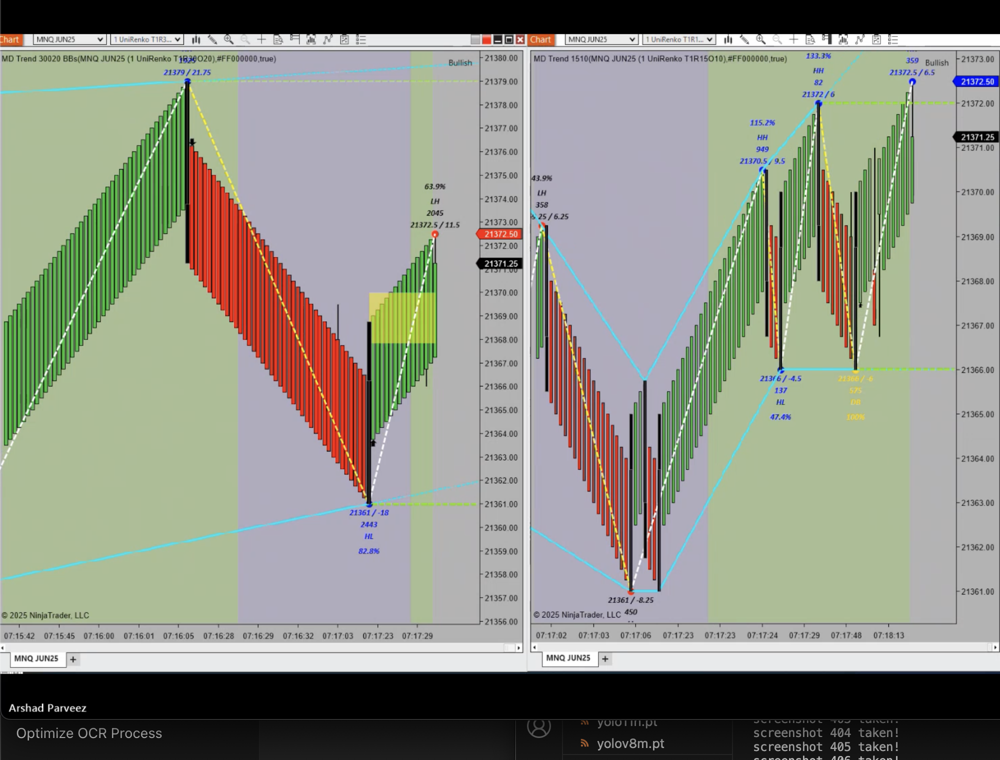 Chart
MNQ JUN25
1 UniRenko T1R3...
MD Trend 30020 BBs(MNQ JUN25 (1 UniRenko T1R30O20),#FF000000,true)
Bullish
21379 / 21.75
63.9%
LH
2045
21372.5 / 11.5
21361 / -18
2443
HL
82.8%
21380.00
21379.00
21378.00
21377.00
21376.00
21375.00
21374.00
21373.00
21372.50
21372.00
21371.25
21371.00
21370.00
21369.00
21368.00
21367.00
21366.00
21365.00
21364.00
21363.00
21362.00
21361.00
21360.00
21359.00
21358.00
21357.00
21356.00
© 2025 NinjaTrader, LLC
07:15:42 07:15:45 07:16:00 07:16:01 07:16:05 07:16:28 07:16:29 07:16:32 07:17:03 07:17:23 07:17:29
MNQ JUN25 +
Chart
MNQ JUN25
1 UniRenko T1R1...
MD Trend 1510(MNQ JUN25 (1 UniRenko T1R15O10),#FF000000,true)
Bullish
133.3%
HH
82
21372 / 6
359
21372.5 / 6.5
115.2%
HH
949
21370.5 / 9.5
43.9%
LH
358
25 / 6.25
21366 / -4.5
137
HL
47.4%
21366 / -6
575
DB
100%
21361 / -8.25
450
21373.00
21372.50
21372.00
21371.25
21370.00
21369.00
21368.00
21367.00
21366.00
21365.00
21364.00
21363.00
21362.00
21361.00
© 2025 NinjaTrader, LLC
07:17:02 07:17:03 07:17:06 07:17:23 07:17:23 07:17:24 07:17:29 07:17:48 07:18:13
MNQ JUN25 +
Arshad Parveez
Optimize OCR Process
yolo11n.pt
yolov8m.pt
screenshot 403 taken!
screenshot 404 taken!
screenshot 405 taken!
screenshot 406 taken!